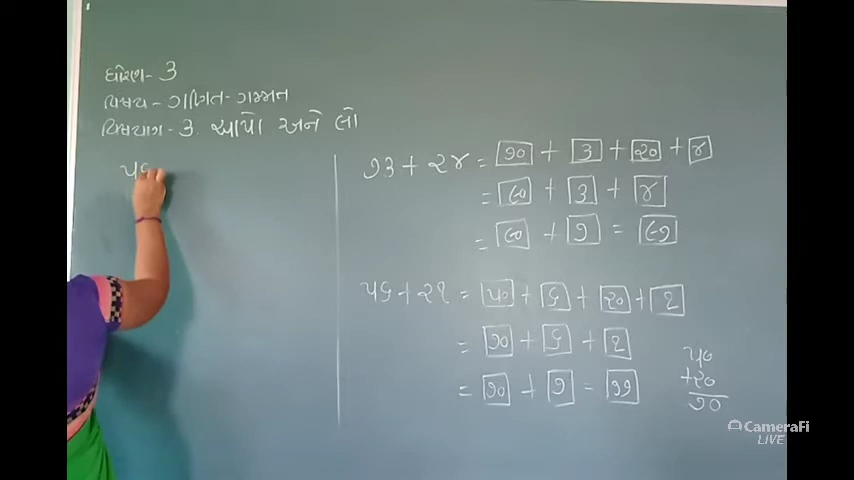 ધોરણ- 3
વિષય - ગણિત- ગમ્મત
વિષયાંગ - 3. આપો અને લો
૫૬
૭૩ + ૨૪ = ૭૦ + ૩ + ૨૦ + ૪
= ૯૦ + ૩ + ૪
= ૯૦ + ૭ = ૯૭
૫૬ + ૨૧ = ૫૦ + ૬ + ૨૦ + ૧
= ૭૦ + ૬ + ૧
= ૭૦ + ૭ = ૭૭
૫૦
+૨૦
૭૦
CameraFi
LIVE